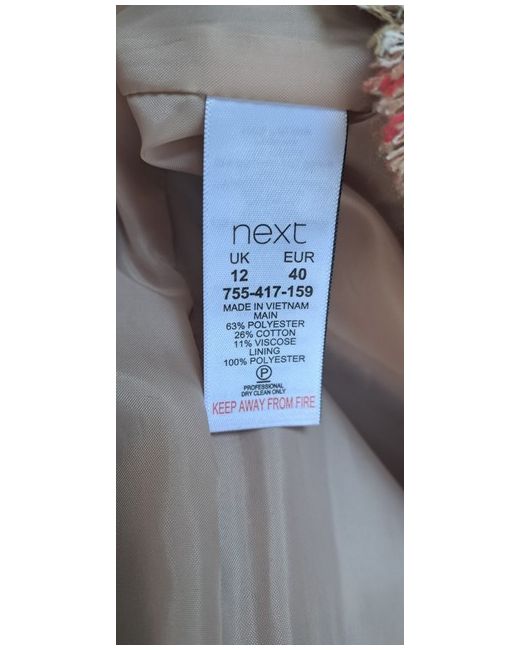 next
UK EUR
12 40
755-417-159
MADE IN VIETNAM
MAIN
63% POLYESTER
26% COTTON
11% VISCOSE
LINING
100% POLYESTER
P
PROFESSIONAL
DRY CLEAN ONLY
KEEP AWAY FROM FIRE